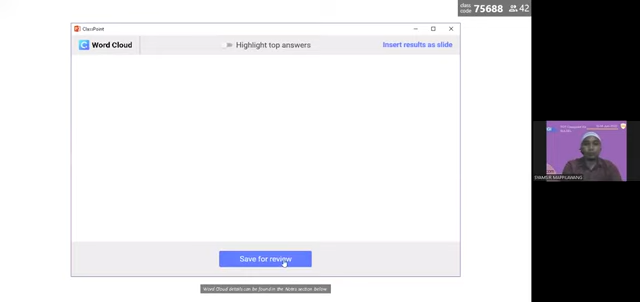 class code 75688 42
ClassPoint
Word Cloud
Highlight top answers
Insert results as slide
Save for review
Word Cloud details can be found in the Notes section below.